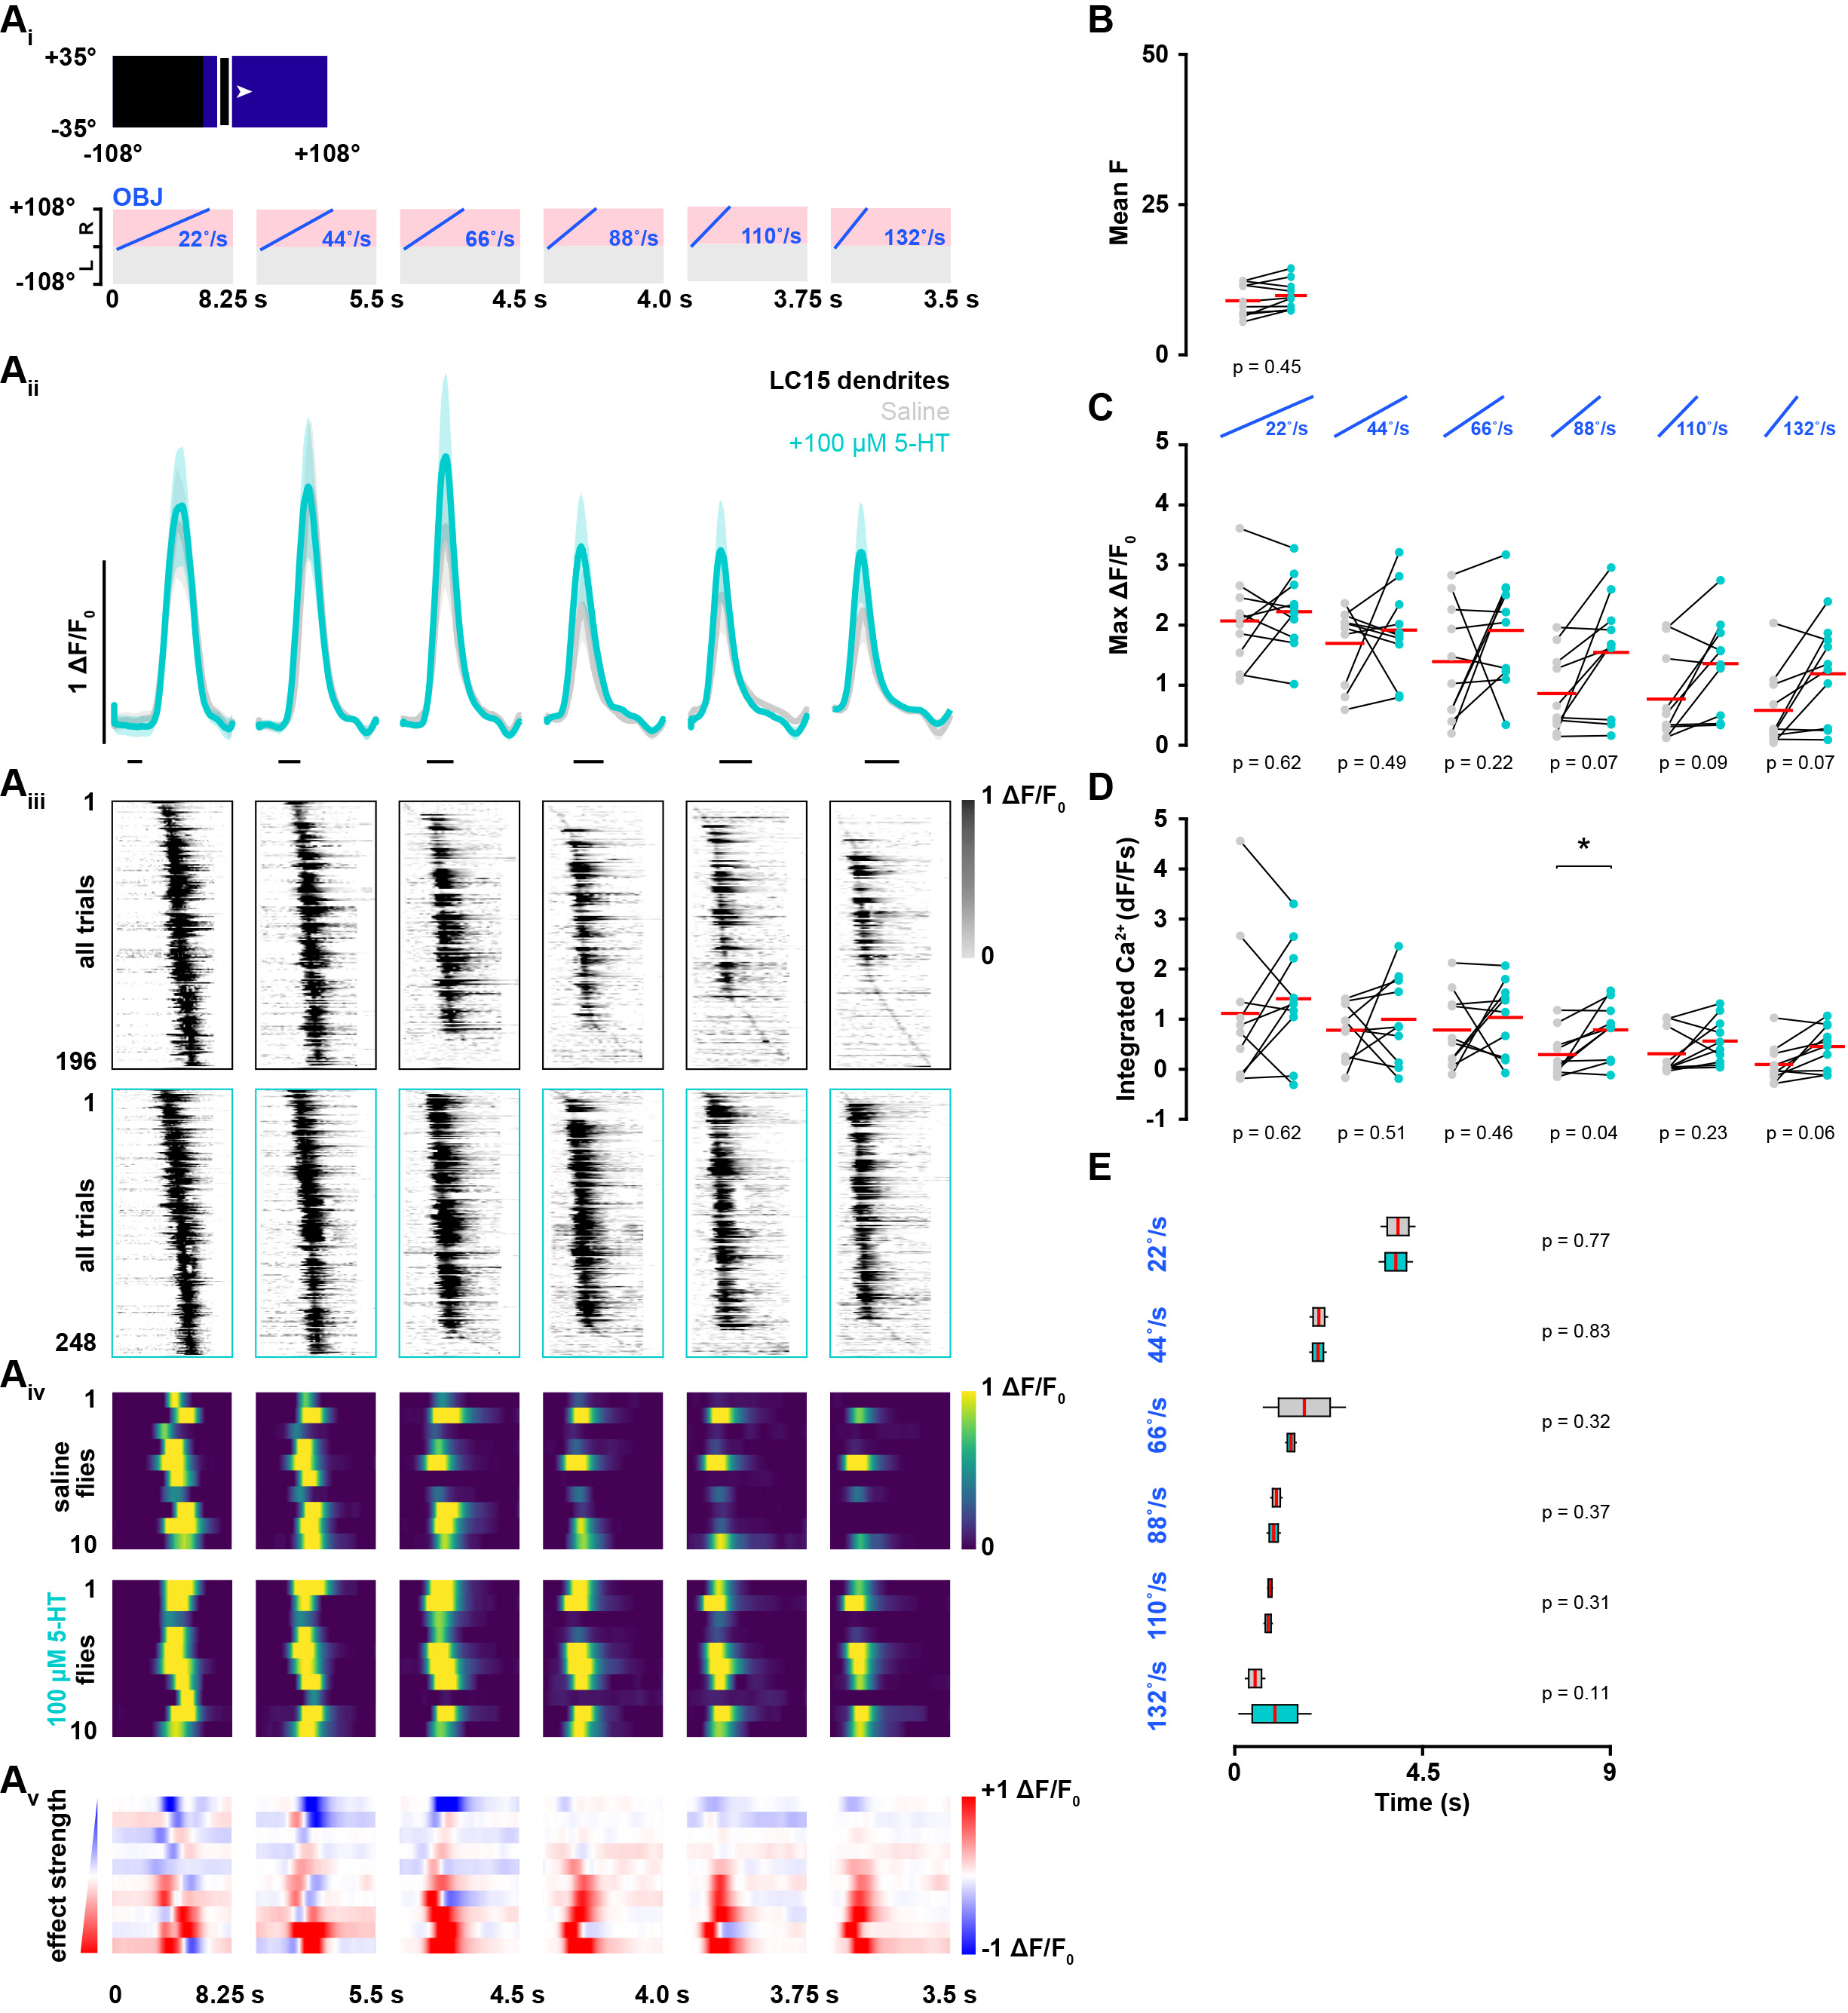 Ai
+35°
-35°
-108° +108°
OBJ
+108°
R
L
-108°
22°/s 44°/s 66°/s 88°/s 110°/s 132°/s
0 8.25 s 5.5 s 4.5 s 4.0 s 3.75 s 3.5 s
Aii
LC15 dendrites
Saline
+100 µM 5-HT
1 ΔF/F0
Aiii
1
all trials
196
1 ΔF/F0
0
1
all trials
248
Aiv
1
saline
flies
10
1 ΔF/F0
0
1
100 µM 5-HT
flies
10
Av
effect strength
+1 ΔF/F0
-1 ΔF/F0
0 8.25 s 5.5 s 4.5 s 4.0 s 3.75 s 3.5 s
B
50
25
0
Mean F
p = 0.45
C
22°/s 44°/s 66°/s 88°/s 110°/s 132°/s
5
4
3
2
1
0
Max ΔF/F0
p = 0.62 p = 0.49 p = 0.22 p = 0.07 p = 0.09 p = 0.07
D
5
4
3
2
1
0
-1
Integrated Ca2+ (dF/Fs)
*
p = 0.62 p = 0.51 p = 0.46 p = 0.04 p = 0.23 p = 0.06
E
22°/s
p = 0.77
44°/s
p = 0.83
66°/s
p = 0.32
88°/s
p = 0.37
110°/s
p = 0.31
132°/s
p = 0.11
0 4.5 9
Time (s)